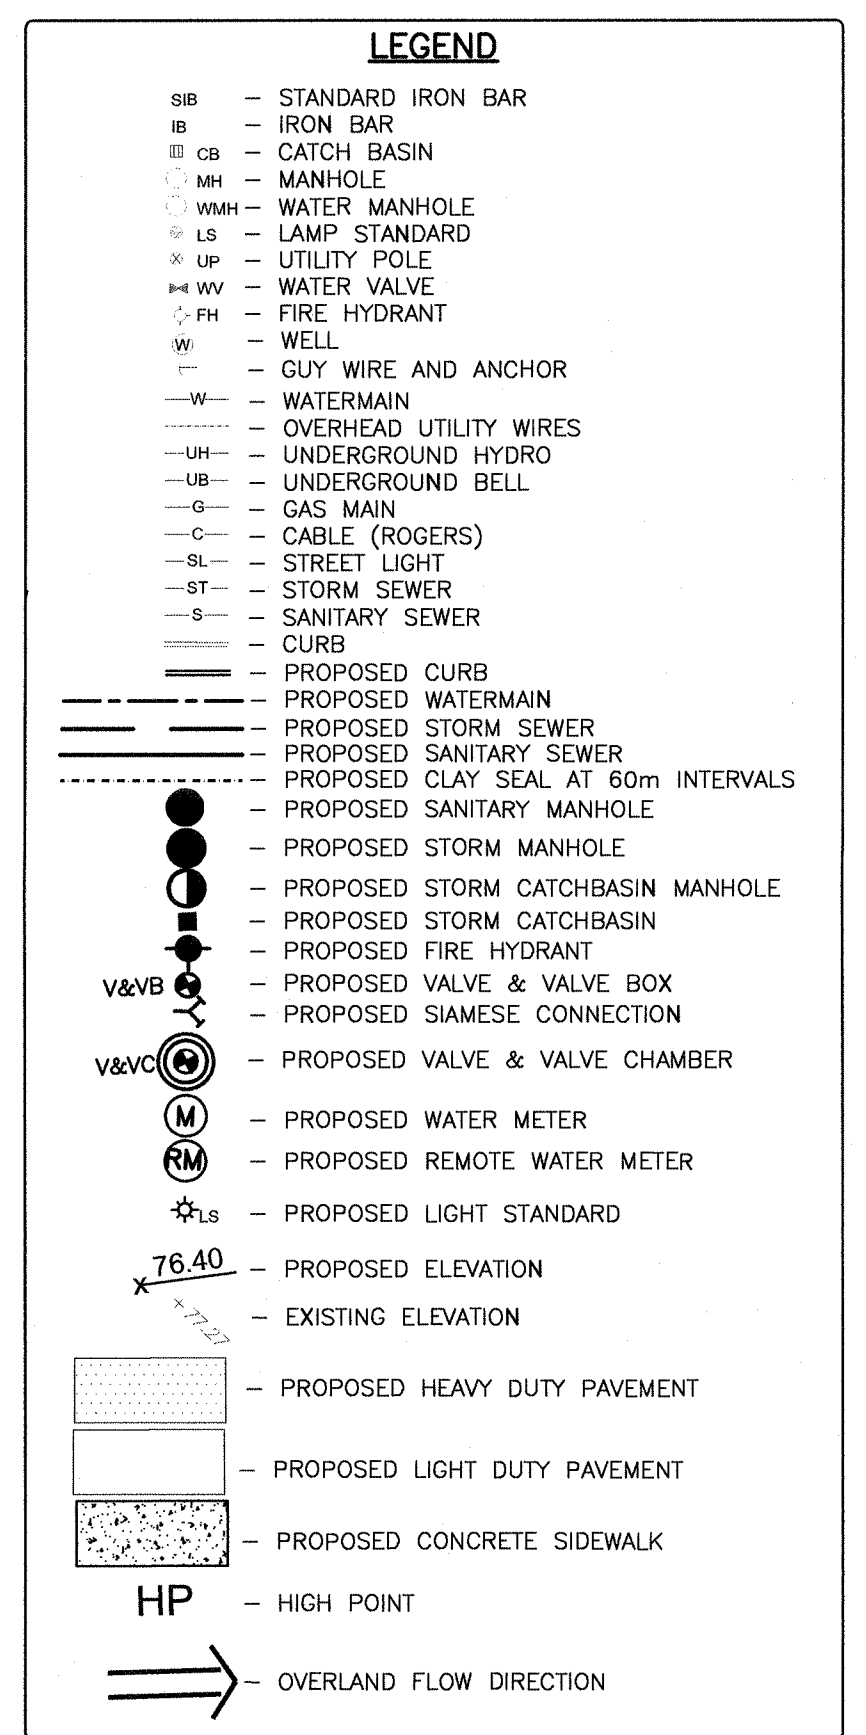 LEGEND
SIB – STANDARD IRON BAR
IB – IRON BAR
CB – CATCH BASIN
MH – MANHOLE
WMH – WATER MANHOLE
LS – LAMP STANDARD
UP – UTILITY POLE
WV – WATER VALVE
FH – FIRE HYDRANT
W – WELL
– GUY WIRE AND ANCHOR
W – WATERMAIN
– OVERHEAD UTILITY WIRES
UH – UNDERGROUND HYDRO
UB – UNDERGROUND BELL
G – GAS MAIN
C – CABLE (ROGERS)
SL – STREET LIGHT
ST – STORM SEWER
S – SANITARY SEWER
– CURB
– PROPOSED CURB
– PROPOSED WATERMAIN
– PROPOSED STORM SEWER
– PROPOSED SANITARY SEWER
– PROPOSED CLAY SEAL AT 60m INTERVALS
– PROPOSED SANITARY MANHOLE
– PROPOSED STORM MANHOLE
– PROPOSED STORM CATCHBASIN MANHOLE
– PROPOSED STORM CATCHBASIN
– PROPOSED FIRE HYDRANT
V&VB – PROPOSED VALVE & VALVE BOX
– PROPOSED SIAMESE CONNECTION
V&VC – PROPOSED VALVE & VALVE CHAMBER
M – PROPOSED WATER METER
RM – PROPOSED REMOTE WATER METER
LS – PROPOSED LIGHT STANDARD
x 76.40 – PROPOSED ELEVATION
x 77.27 – EXISTING ELEVATION
– PROPOSED HEAVY DUTY PAVEMENT
– PROPOSED LIGHT DUTY PAVEMENT
– PROPOSED CONCRETE SIDEWALK
HP – HIGH POINT
– OVERLAND FLOW DIRECTION